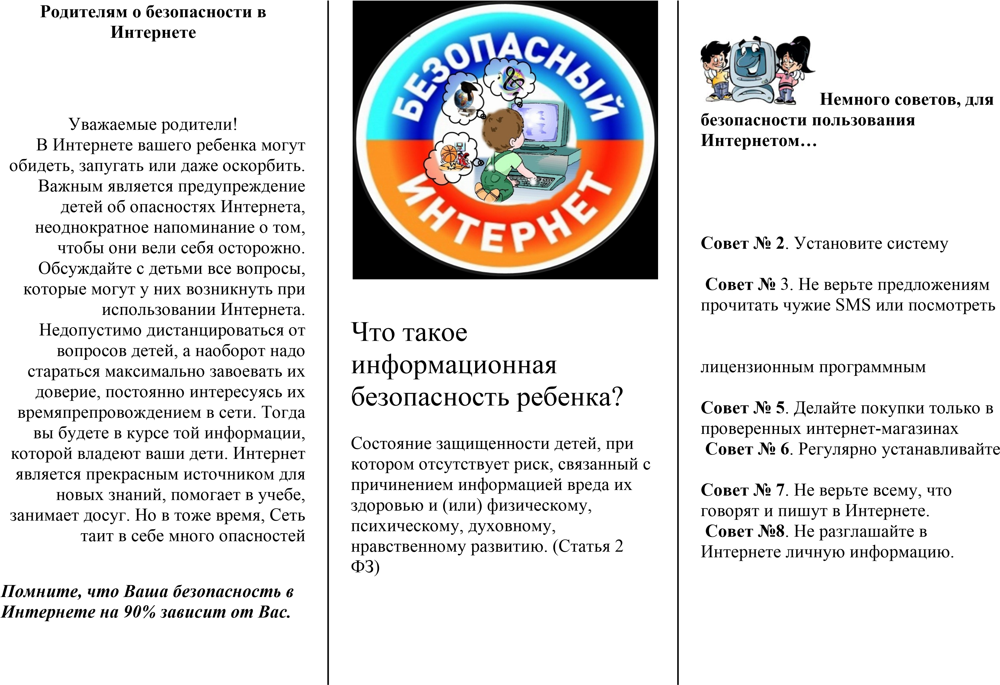 Родителям о безопасности в
Интернете
Уважаемые родители!
В Интернете вашего ребенка могут
обидеть, запугать или даже оскорбить.
Важным является предупреждение
детей об опасностях Интернета,
неоднократное напоминание о том,
чтобы они вели себя осторожно.
Обсуждайте с детьми все вопросы,
которые могут у них возникнуть при
использовании Интернета.
Недопустимо дистанцироваться от
вопросов детей, а наоборот надо
стараться максимально завоевать их
доверие, постоянно интересуясь их
времяпрепровождением в сети. Тогда
вы будете в курсе той информации,
которой владеют ваши дети. Интернет
является прекрасным источником для
новых знаний, помогает в учебе,
занимает досуг. Но в тоже время, Сеть
таит в себе много опасностей
Помните, что Ваша безопасность в
Интернете на 90% зависит от Вас.
БЕЗОПАСНЫЙ
ИНТЕРНЕТ
Что такое
информационная
безопасность ребенка?
Состояние защищенности детей, при
котором отсутствует риск, связанный с
причинением информацией вреда их
здоровью и (или) физическому,
психическому, духовному,
нравственному развитию. (Статья 2
ФЗ)
Немного советов, для
безопасности пользования
Интернетом…
Совет № 2. Установите систему
Совет № 3. Не верьте предложениям
прочитать чужие SMS или посмотреть
лицензионным программным
Совет № 5. Делайте покупки только в
проверенных интернет-магазинах
Совет № 6. Регулярно устанавливайте
Совет № 7. Не верьте всему, что
говорят и пишут в Интернете.
Совет №8. Не разглашайте в
Интернете личную информацию.